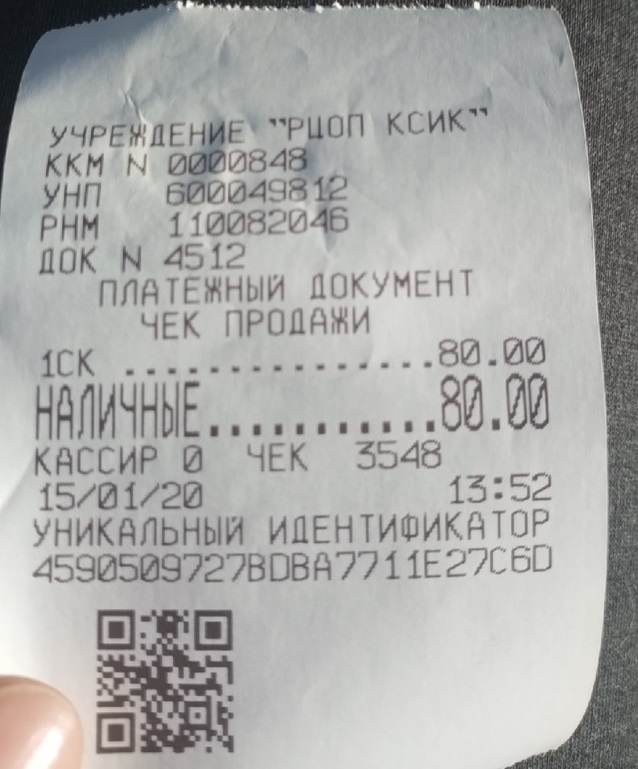 УЧРЕЖДЕНИЕ "РЦОП КСИК"
ККМ N 0000848
УНП 600049812
РНМ 110082046
ДОК N 4512
ПЛАТЕЖНЫЙ ДОКУМЕНТ
ЧЕК ПРОДАЖИ
1СК ...............80.00
НАЛИЧНЫЕ...........80.00
КАССИР 0 ЧЕК 3548
15/01/20 13:52
УНИКАЛЬНЫЙ ИДЕНТИФИКАТОР
4590509727BDBA7711E27C6D